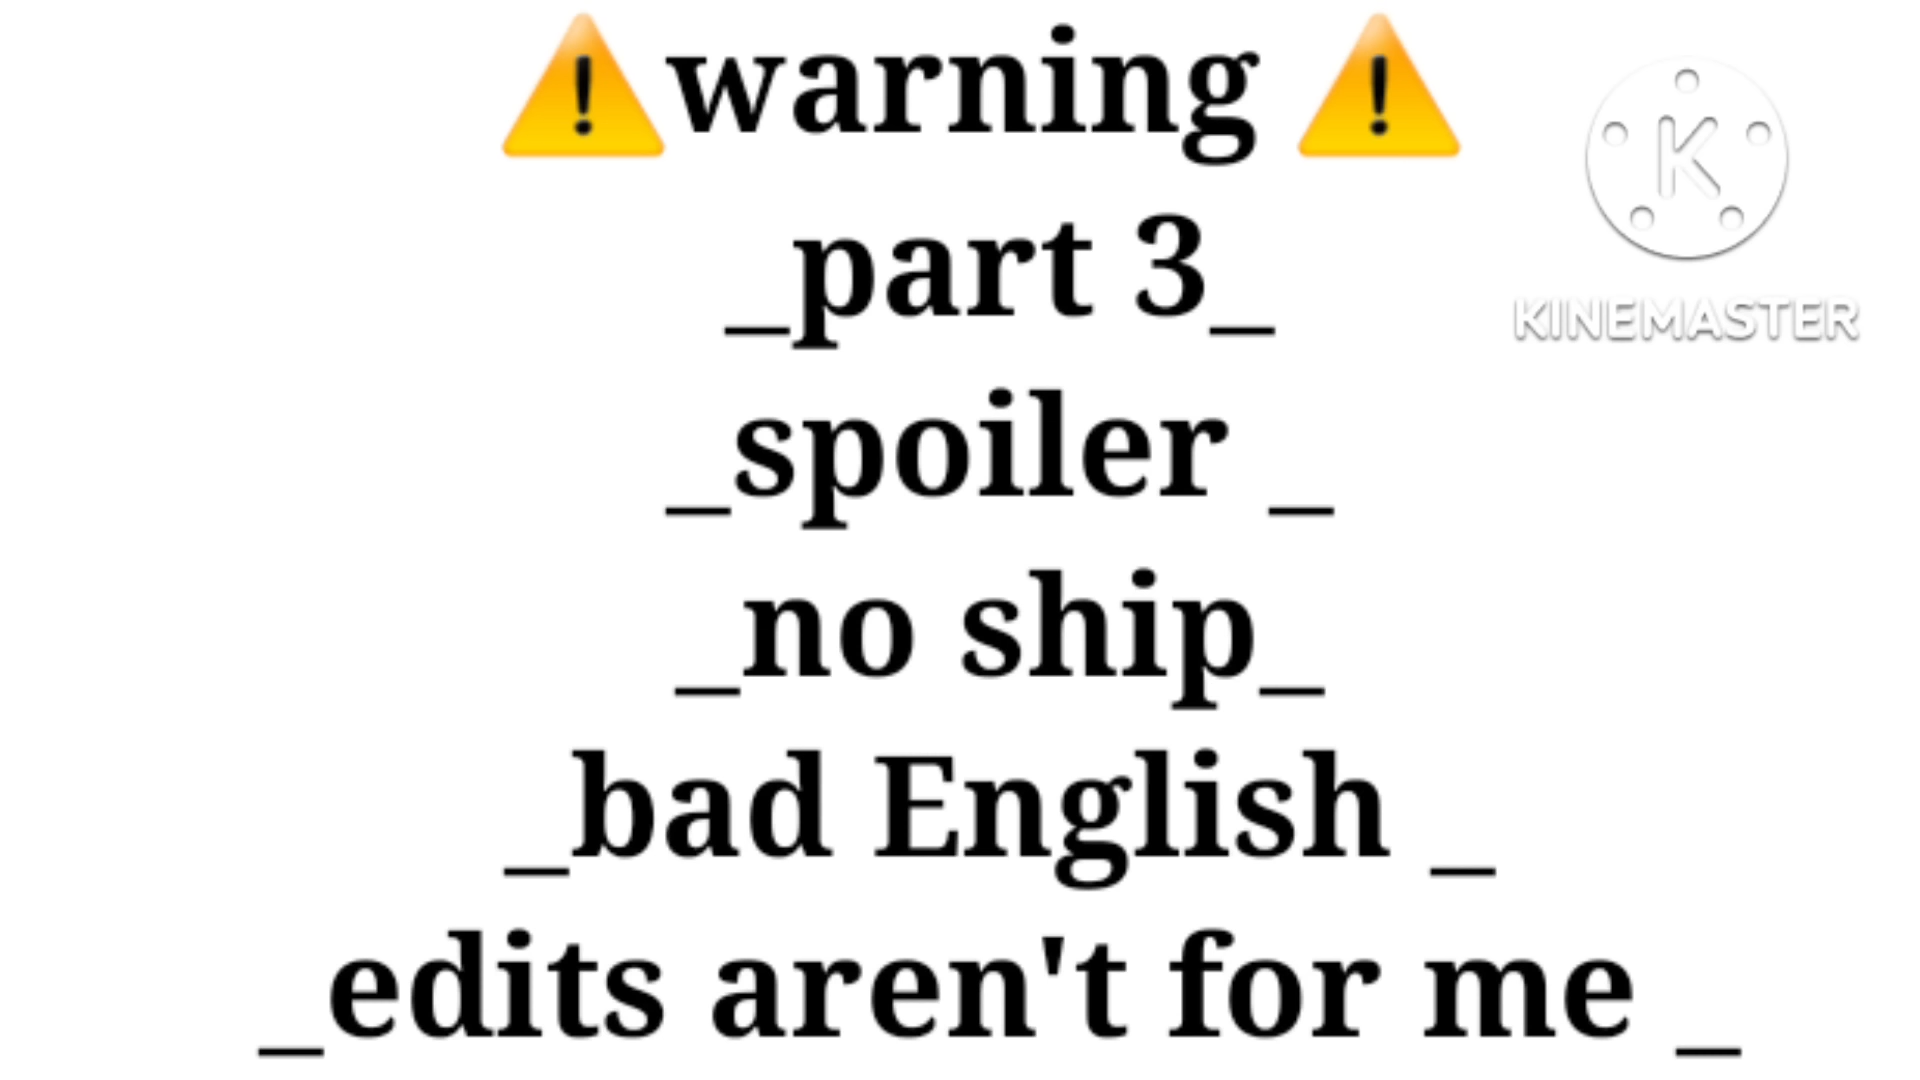 ⚠️warning ⚠️
_part 3_
_spoiler _
_no ship_
_bad English _
_edits aren't for me _
K
KINEMASTER